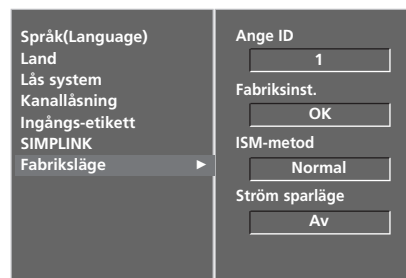 Språk(Language)
Land
Lås system
Kanallåsning
Ingångs-etikett
SIMPLINK
Fabriksläge ►
Ange ID
1
Fabriksinst.
OK
ISM-metod
Normal
Ström sparläge
Av